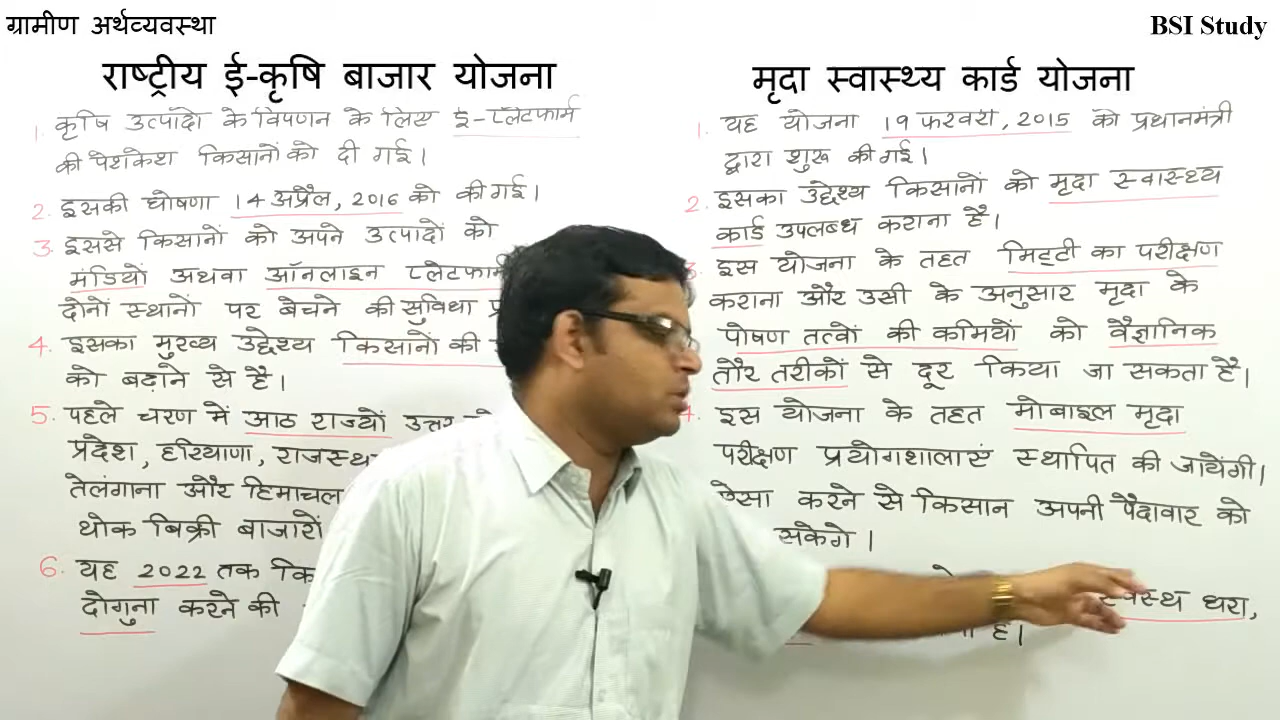 ग्रामीण अर्थव्यवस्था
BSI Study
राष्ट्रीय ई-कृषि बाजार योजना
1. कृषि उत्पादों के विपणन के लिए ई-प्लेटफार्म
की पेशकश किसानों को दी गई।
2. इसकी घोषणा 14 अप्रैल, 2016 को की गई।
3. इससे किसानों को अपने उत्पादों को
मंडियों अथवा ऑनलाइन प्लेटफार्म
दोनों स्थानों पर बेचने की सुविधा
4. इसका मुख्य उद्देश्य किसानों की
को बढ़ाने से है।
5. पहले चरण में आठ राज्यों उत्तर
प्रदेश, हरियाणा,
तेलंगाना और हिमाचल
थोक बिक्री बाजारों
6. यह 2022 तक
दोगुना करने की
मृदा स्वास्थ्य कार्ड योजना
1. यह योजना 19 फरवरी, 2015 को प्रधानमंत्री
द्वारा शुरू की गई।
2. इसका उद्देश्य किसानों को मृदा स्वास्थ्य
कार्ड उपलब्ध कराना है।
3. इस योजना के तहत मिट्टी का परीक्षण
कराना और उसी के अनुसार मृदा के
पोषण तत्वों की कमियों को वैज्ञानिक
तौर तरीकों से दूर किया जा सकता है।
4. इस योजना के तहत मोबाइल मृदा
परीक्षण प्रयोगशालाएं स्थापित की जायेंगी।
ऐसा करने से किसान अपनी पैदावार को
सकेगे।
स्वस्थ धरा,
है।